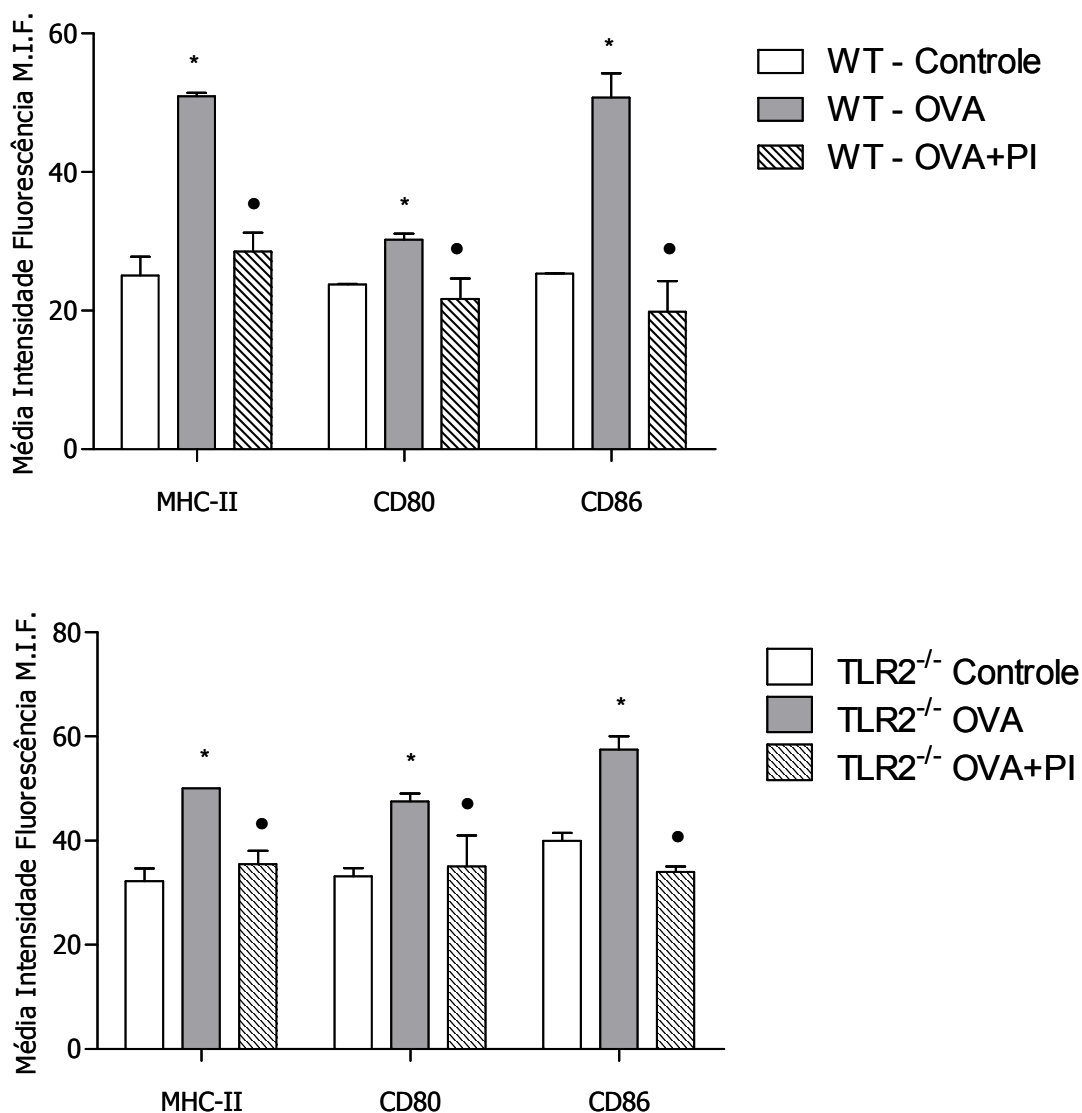 Média Intensidade Fluorescência M.I.F.
60
40
20
0
*
*
*
●
●
●
MHC-II
CD80
CD86
WT - Controle
WT - OVA
WT - OVA+PI
Média Intensidade Fluorescência M.I.F.
80
60
40
20
0
*
*
*
●
●
●
MHC-II
CD80
CD86
TLR2-/- Controle
TLR2-/- OVA
TLR2-/- OVA+PI